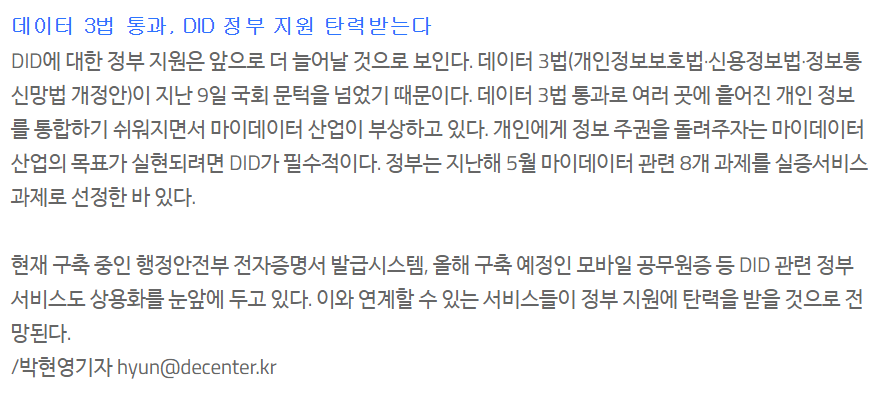 데이터 3법 통과, DID 정부 지원 탄력받는다
DID에 대한 정부 지원은 앞으로 더 늘어날 것으로 보인다. 데이터 3법(개인정보보호법·신용정보법·정보통
신망법 개정안)이 지난 9일 국회 문턱을 넘었기 때문이다. 데이터 3법 통과로 여러 곳에 흩어진 개인 정보
를 통합하기 쉬워지면서 마이데이터 산업이 부상하고 있다. 개인에게 정보 주권을 돌려주자는 마이데이터
산업의 목표가 실현되려면 DID가 필수적이다. 정부는 지난해 5월 마이데이터 관련 8개 과제를 실증서비스
과제로 선정한 바 있다.
현재 구축 중인 행정안전부 전자증명서 발급시스템, 올해 구축 예정인 모바일 공무원증 등 DID 관련 정부
서비스도 상용화를 눈앞에 두고 있다. 이와 연계할 수 있는 서비스들이 정부 지원에 탄력을 받을 것으로 전
망된다.
/박현영기자 hyun@decenter.kr